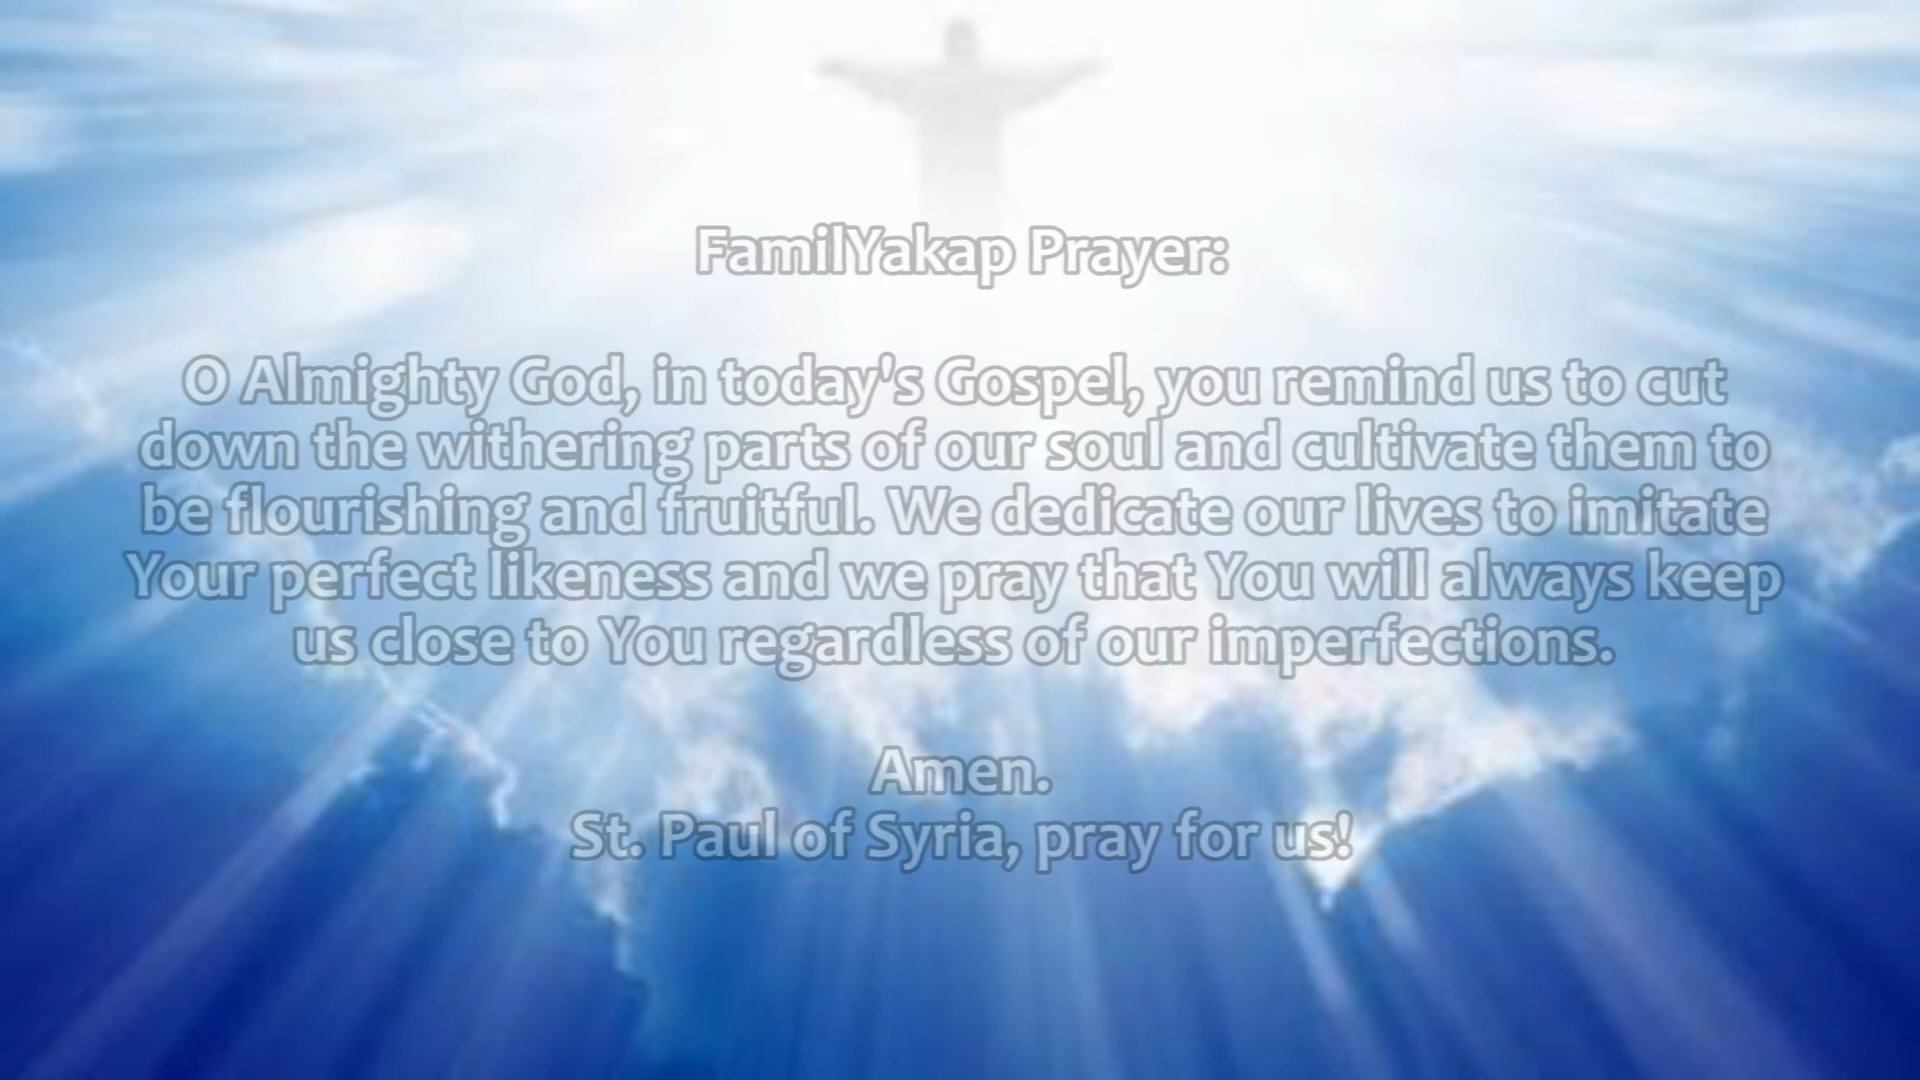 FamilYakap Prayer:
O Almighty God, in today's Gospel, you remind us to cut
down the withering parts of our soul and cultivate them to
be flourishing and fruitful. We dedicate our lives to imitate
Your perfect likeness and we pray that You will always keep
us close to You regardless of our imperfections.
Amen.
St. Paul of Syria, pray for us!